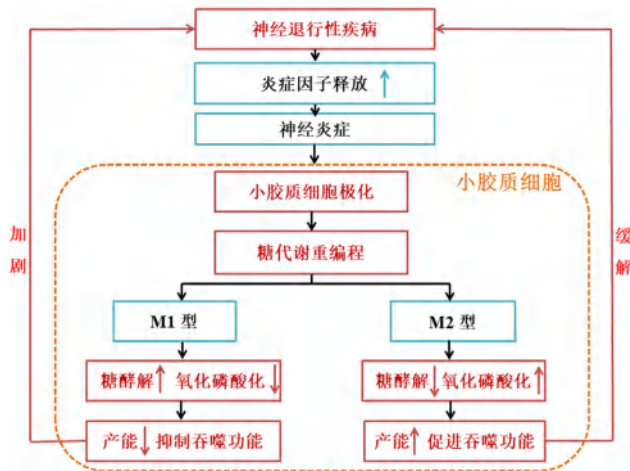 神经退行性疾病
炎症因子释放 ↑
神经炎症
小胶质细胞
小胶质细胞极化
糖代谢重编程
加剧
缓解
M1 型
M2 型
糖酵解↑ 氧化磷酸化↓
糖酵解↓ 氧化磷酸化↑
产能↓ 抑制吞噬功能
产能↑ 促进吞噬功能